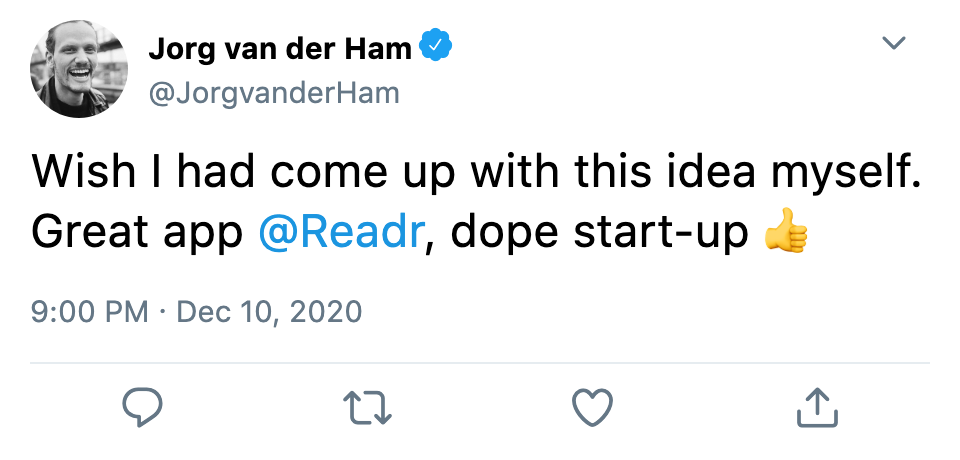 Jorg van der Ham
@JorgvanderHam
Wish I had come up with this idea myself.
Great app @Readr, dope start-up 👍
9:00 PM · Dec 10, 2020